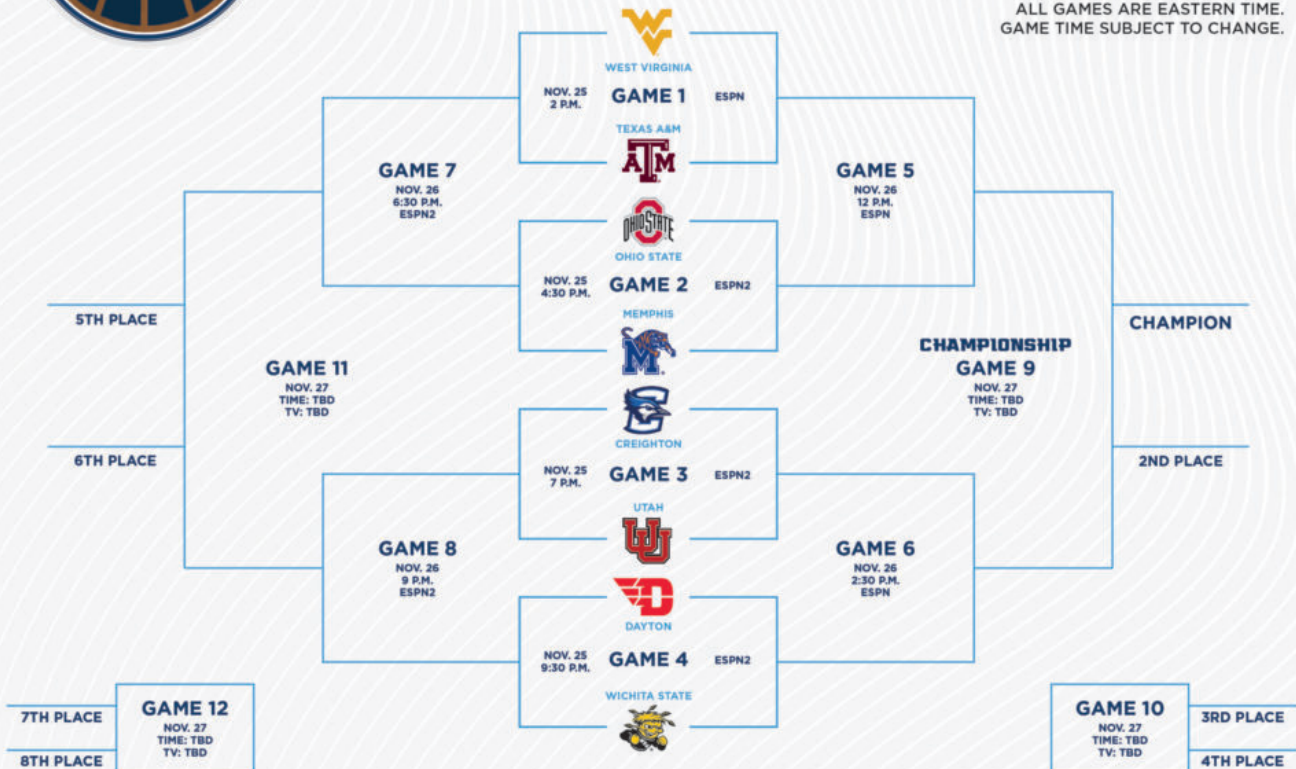 ALL GAMES ARE EASTERN TIME.
GAME TIME SUBJECT TO CHANGE.
WEST VIRGINIA
NOV. 25
2 P.M.
GAME 1
ESPN
TEXAS A&M
ATM
GAME 7
NOV. 26
6:30 P.M.
ESPN2
GAME 5
NOV. 26
12 P.M.
ESPN
OHIO STATE
OHIO STATE
NOV. 25
4:30 P.M.
GAME 2
ESPN2
MEMPHIS
M
5TH PLACE
CHAMPION
GAME 11
NOV. 27
TIME: TBD
TV: TBD
CHAMPIONSHIP
GAME 9
NOV. 27
TIME: TBD
TV: TBD
6TH PLACE
2ND PLACE
C
CREIGHTON
NOV. 25
7 P.M.
GAME 3
ESPN2
UTAH
UU
GAME 8
NOV. 26
9 P.M.
ESPN2
GAME 6
NOV. 26
2:30 P.M.
ESPN
D
DAYTON
NOV. 25
9:30 P.M.
GAME 4
ESPN2
WICHITA STATE
7TH PLACE
GAME 12
NOV. 27
TIME: TBD
TV: TBD
8TH PLACE
GAME 10
NOV. 27
TIME: TBD
TV: TBD
3RD PLACE
4TH PLACE